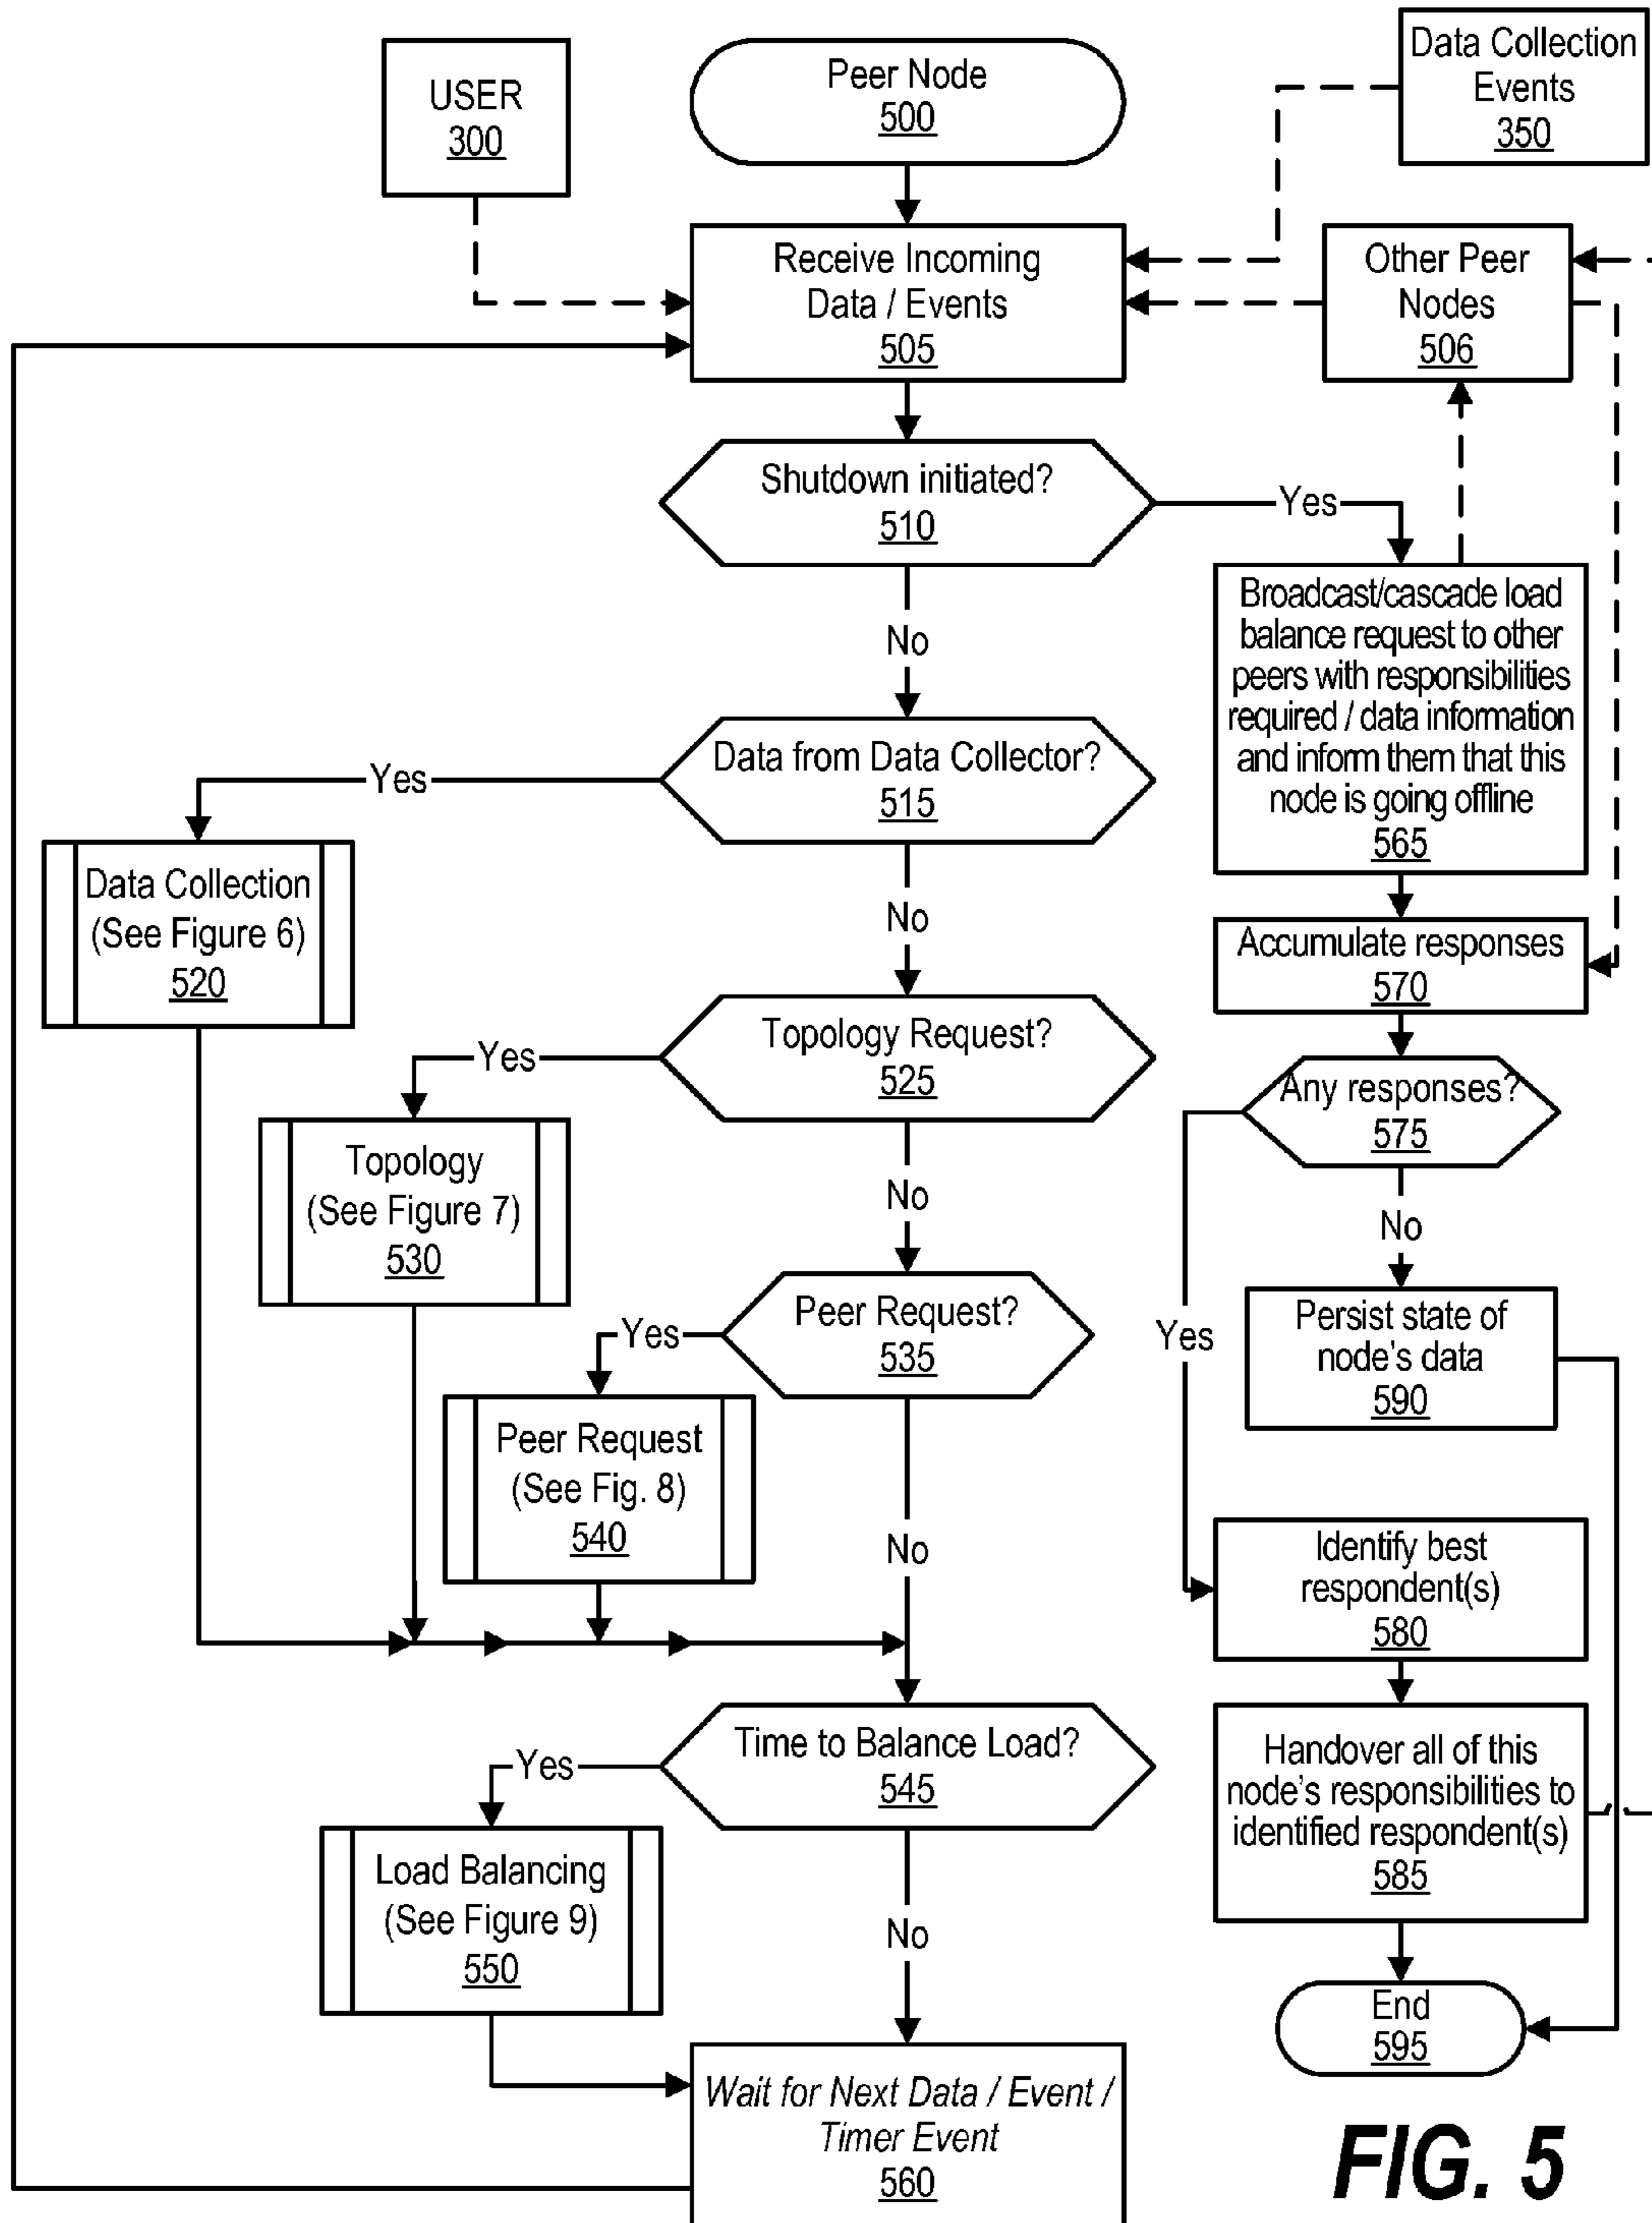 USER
300
Peer Node
500
Data Collection
Events
350
Receive Incoming
Data / Events
505
Other Peer
Nodes
506
Shutdown initiated?
510
Yes
No
Broadcast/cascade load
balance request to other
peers with responsibilities
required / data information
and inform them that this
node is going offline
565
Data from Data Collector?
515
Yes
No
Data Collection
(See Figure 6)
520
Accumulate responses
570
Topology Request?
525
Yes
No
Any responses?
575
Yes
No
Topology
(See Figure 7)
530
Peer Request?
535
Yes
No
Persist state of
node's data
590
Peer Request
(See Fig. 8)
540
Identify best
respondent(s)
580
Time to Balance Load?
545
Yes
No
Handover all of this
node's responsibilities to
identified respondent(s)
585
Load Balancing
(See Figure 9)
550
End
595
Wait for Next Data / Event /
Timer Event
560
FIG. 5